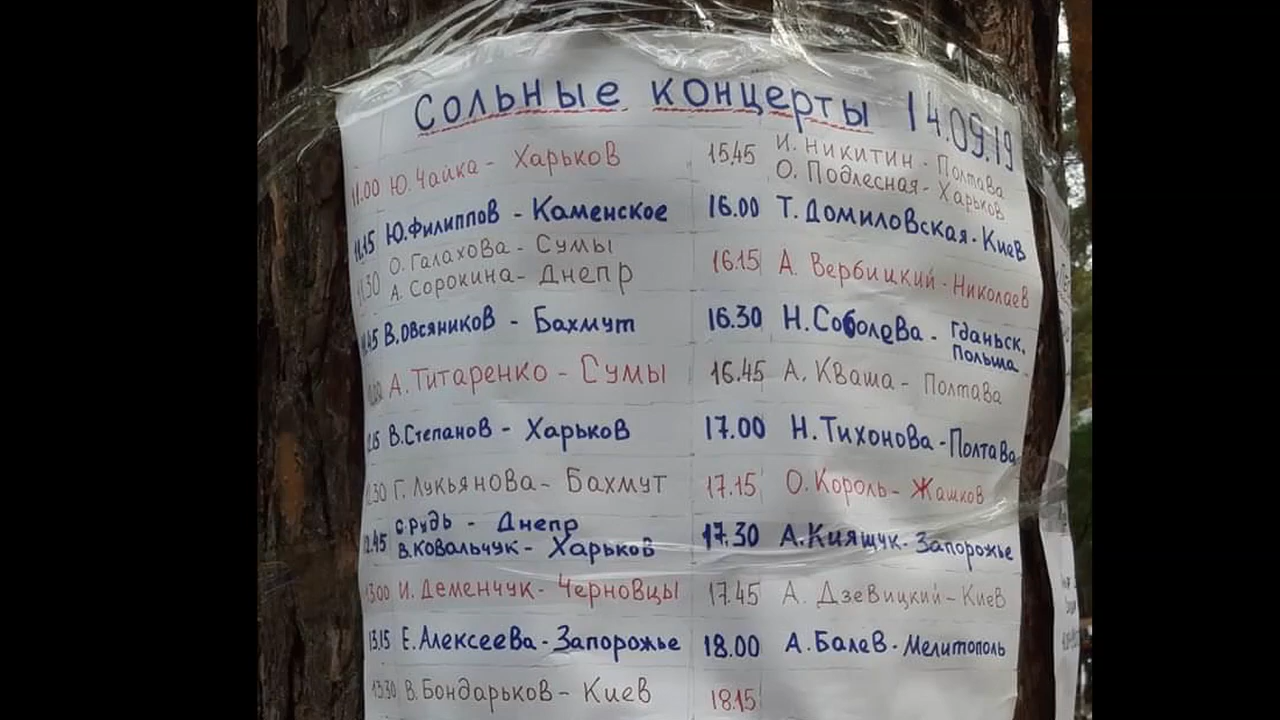 Сольные концерты 14.09.19
11.00 Ю. Чайка - Харьков
11.15 Ю. Филиппов - Каменское
11.30 О. Галахова - Сумы
А. Сорокина - Днепр
11.45 В. Овсяников - Бахмут
12.00 А. Титаренко - Сумы
12.15 В. Степанов - Харьков
12.30 Г. Лукьянова - Бахмут
12.45 С. Рудь - Днепр
В. Ковальчук - Харьков
13.00 И. Деменчук - Черновцы
13.15 Е. Алексеева - Запорожье
13.30 В. Бондарьков - Киев
15.45 И. Никитин - Полтава
О. Подлесная - Харьков
16.00 Т. Домиловская - Киев
16.15 А. Вербицкий - Николаев
16.30 Н. Соболева - Гданьск.
Польша
16.45 А. Кваша - Полтава
17.00 Н. Тихонова - Полтава
17.15 О. Король - Жашков
17.30 А. Киящук - Запорожье
17.45 А. Дзевицкий - Киев
18.00 А. Балев - Мелитополь
18.15